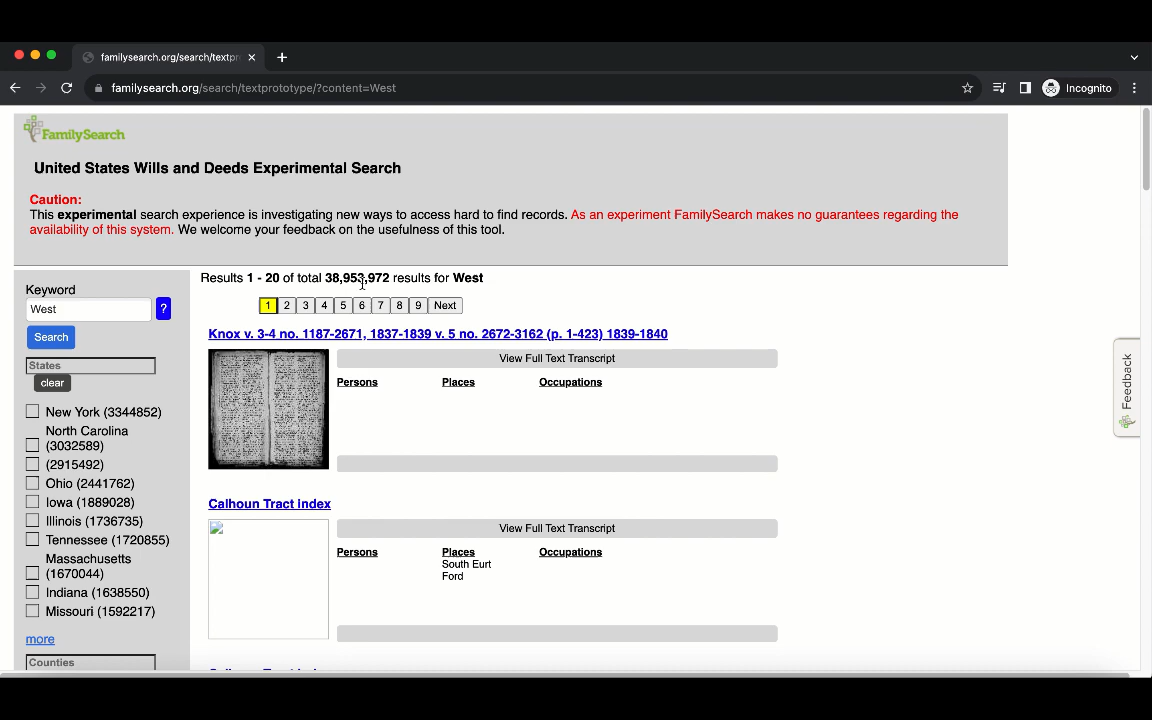 familysearch.org/search/textpr
familysearch.org/search/textprototype/?content=West
Incognito
FamilySearch
United States Wills and Deeds Experimental Search
Caution:
This experimental search experience is investigating new ways to access hard to find records. As an experiment FamilySearch makes no guarantees regarding the
availability of this system. We welcome your feedback on the usefulness of this tool.
Keyword
West
?
Search
States
clear
New York (3344852)
North Carolina
(3032589)
(2915492)
Ohio (2441762)
Iowa (1889028)
Illinois (1736735)
Tennessee (1720855)
Massachusetts
(1670044)
Indiana (1638550)
Missouri (1592217)
more
Counties
Results 1 - 20 of total 38,953,972 results for West
1 2 3 4 5 6 7 8 9 Next
Knox v. 3-4 no. 1187-2671, 1837-1839 v. 5 no. 2672-3162 (p. 1-423) 1839-1840
View Full Text Transcript
Persons Places Occupations
Calhoun Tract index
View Full Text Transcript
Persons Places Occupations
South Eurt
Ford
Feedback